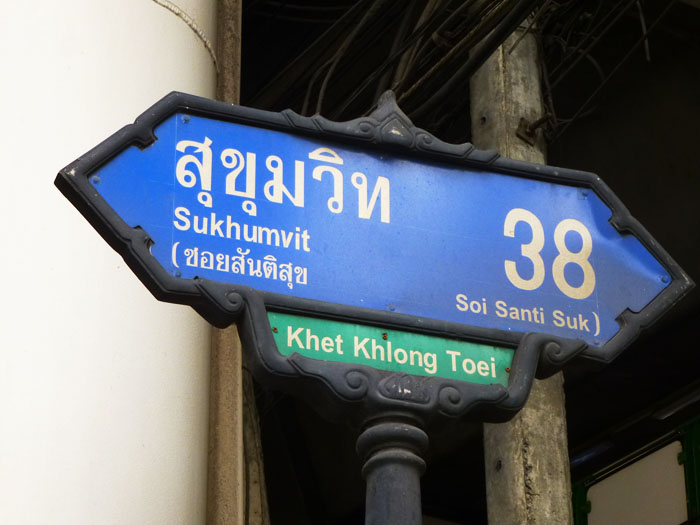 สุขุมวิท 38
Sukhumvit
(ซอยสันติสุข Soi Santi Suk)
Khet Khlong Toei